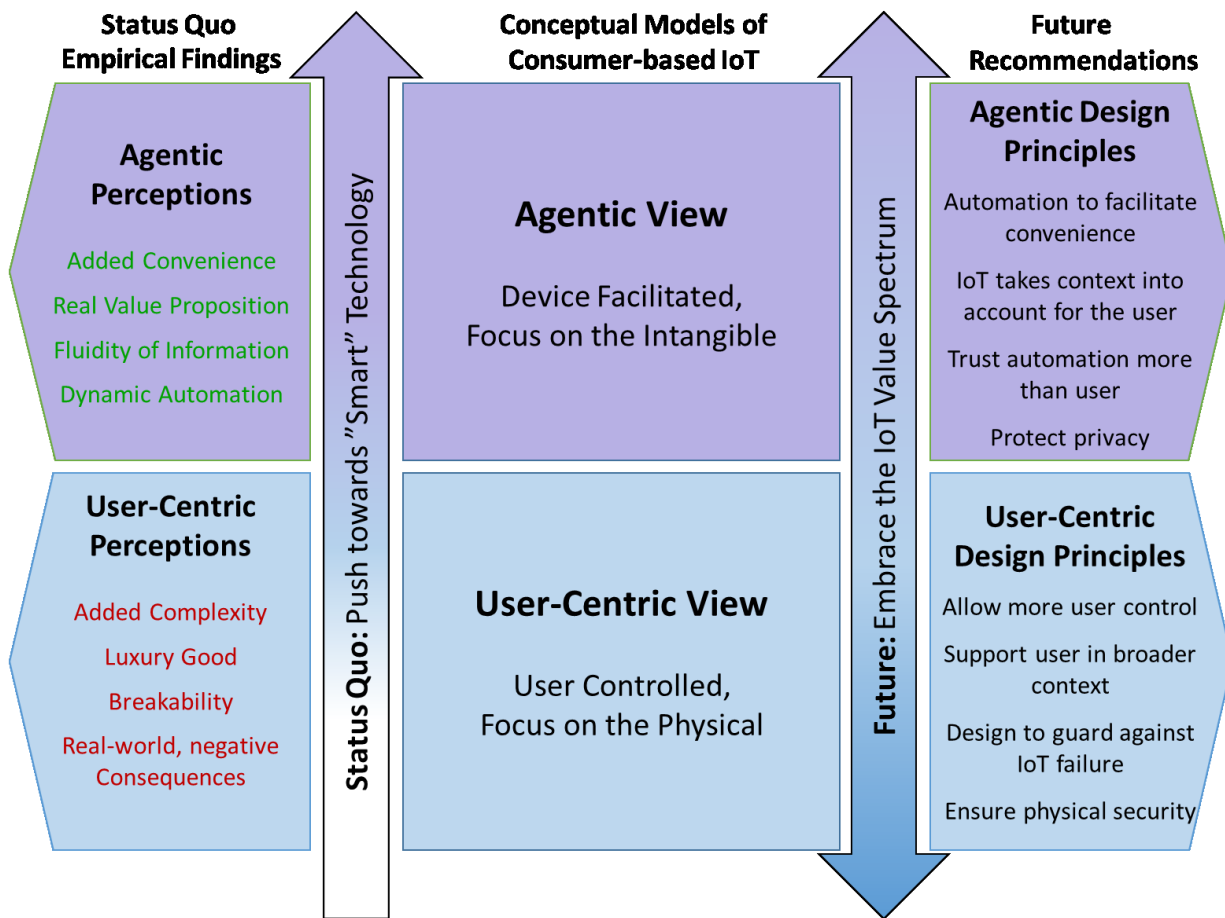 Status Quo
Empirical Findings
Conceptual Models of
Consumer-based IoT
Future
Recommendations
Agentic
Perceptions
Added Convenience
Real Value Proposition
Fluidity of Information
Dynamic Automation
User-Centric
Perceptions
Added Complexity
Luxury Good
Breakability
Real-world, negative
Consequences
Status Quo: Push towards ”Smart” Technology
Agentic View
Device Facilitated,
Focus on the Intangible
User-Centric View
User Controlled,
Focus on the Physical
Future: Embrace the IoT Value Spectrum
Agentic Design
Principles
Automation to facilitate
convenience
IoT takes context into
account for the user
Trust automation more
than user
Protect privacy
User-Centric
Design Principles
Allow more user control
Support user in broader
context
Design to guard against
IoT failure
Ensure physical security